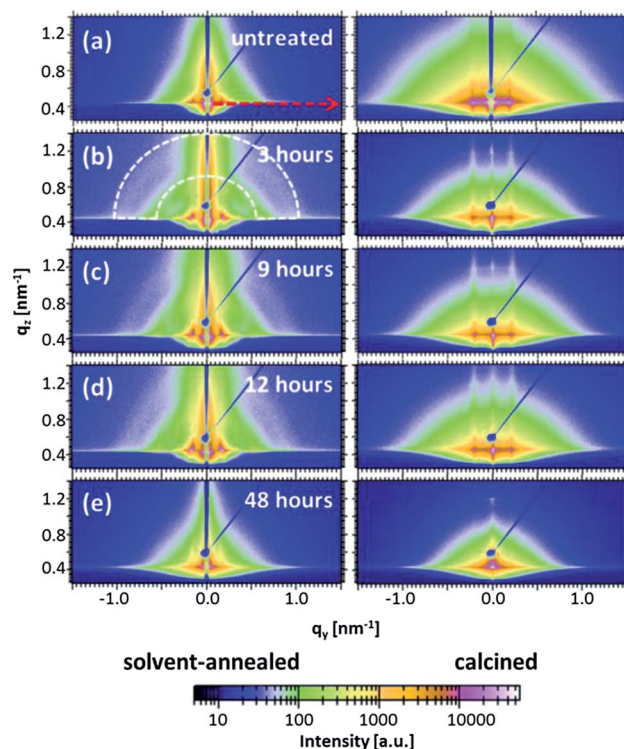 (a) untreated
1.2
0.8
0.4
(b) 3 hours
1.2
0.8
0.4
(c) 9 hours
1.2
0.8
0.4
(d) 12 hours
1.2
0.8
0.4
(e) 48 hours
1.2
0.8
0.4
qz [nm-1]
-1.0 0.0 1.0 -1.0 0.0 1.0
qy [nm-1]
solvent-annealed calcined
10 100 1000 10000
Intensity [a.u.]